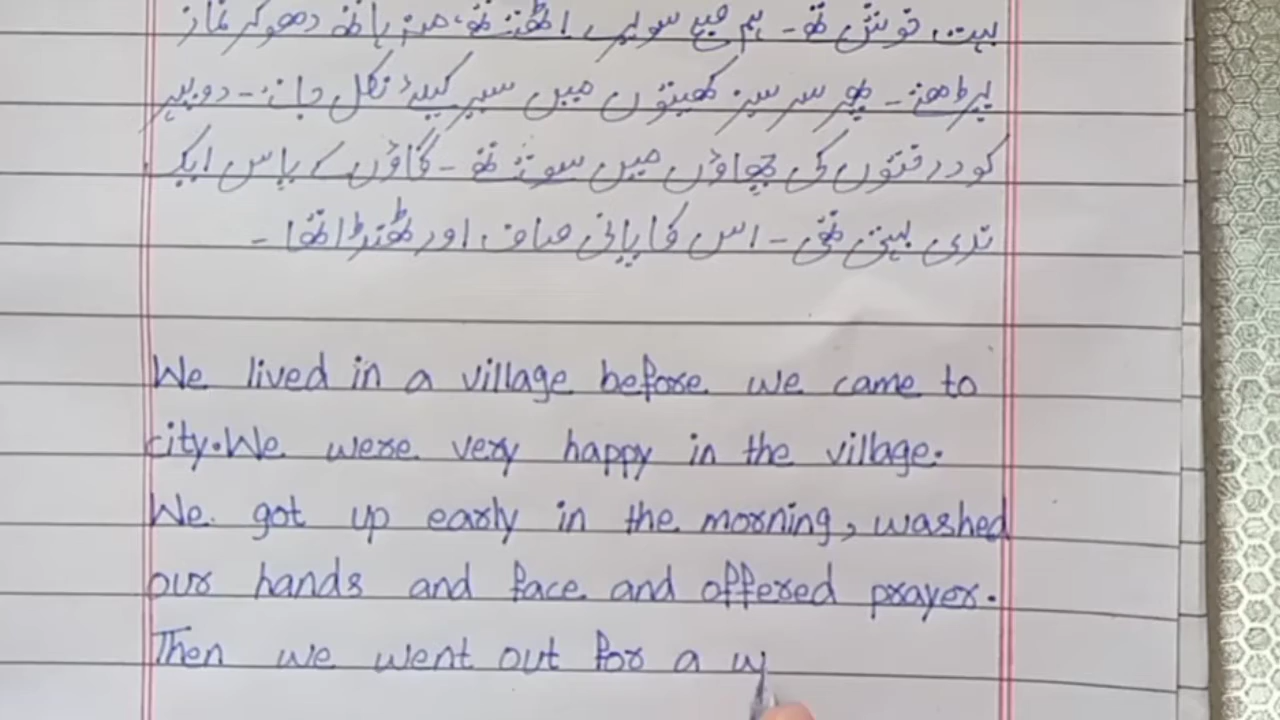 بہت خوش تھے۔ ہم صبح سویرے اٹھتے تھے، منہ ہاتھ دھو کر نماز
پڑھتے۔ پھر سر سبز کھیتوں میں سیر کیلئے نکل جاتے۔ دوپہر
کو درختوں کی چھاؤں میں سوتے تھے۔ گاؤں کے پاس ایک
ندی بہتی تھی۔ اس کا پانی صاف اور ٹھنڈا تھا۔
We lived in a village before we came to
city. We were very happy in the village.
We got up early in the morning, washed
our hands and face and offered prayer.
Then we went out for a w